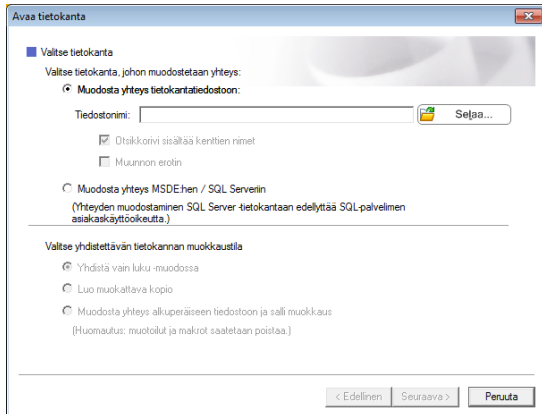 Avaa tietokanta
Valitse tietokanta
Valitse tietokanta, johon muodostetaan yhteys:
Muodosta yhteys tietokantatiedostoon:
Tiedostonimi:
Selaa...
Otsikkorivi sisältää kenttien nimet
Muunnon erotin
Muodosta yhteys MSDE:hen / SQL Serveriin
(Yhteyden muodostaminen SQL Server -tietokantaan edellyttää SQL-palvelimen
asiakaskäyttöoikeutta.)
Valitse yhdistettävän tietokannan muokkaustila
Yhdistä vain luku -muodossa
Luo muokattava kopio
Muodosta yhteys alkuperäiseen tiedostoon ja salli muokkaus
(Huomautus: muotoilut ja makrot saatetaan poistaa.)
< Edellinen
Seuraava >
Peruuta